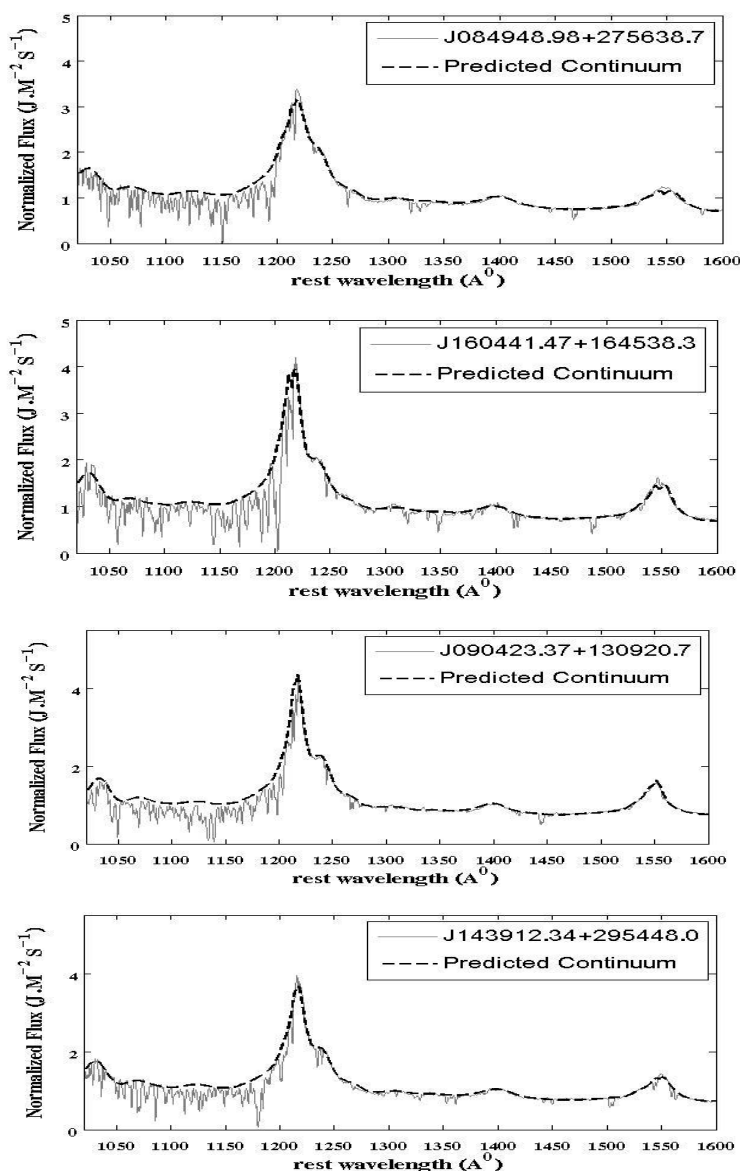 5
4
3
2
1
0
Normalized Flux (J.M⁻² S⁻¹)
J084948.98+275638.7
Predicted Continuum
1050 1100 1150 1200 1250 1300 1350 1400 1450 1500 1550 1600
rest wavelength (A⁰)
5
4
3
2
1
0
Normalized Flux (J.M⁻² S⁻¹)
J160441.47+164538.3
Predicted Continuum
1050 1100 1150 1200 1250 1300 1350 1400 1450 1500 1550 1600
rest wavelength (A⁰)
4
2
0
Normalized Flux (J.M⁻² S⁻¹)
J090423.37+130920.7
Predicted Continuum
1050 1100 1150 1200 1250 1300 1350 1400 1450 1500 1550 1600
rest wavelength (A⁰)
4
2
0
Normalized Flux (J.M⁻² S⁻¹)
J143912.34+295448.0
Predicted Continuum
1050 1100 1150 1200 1250 1300 1350 1400 1450 1500 1550 1600
rest wavelength (A⁰)